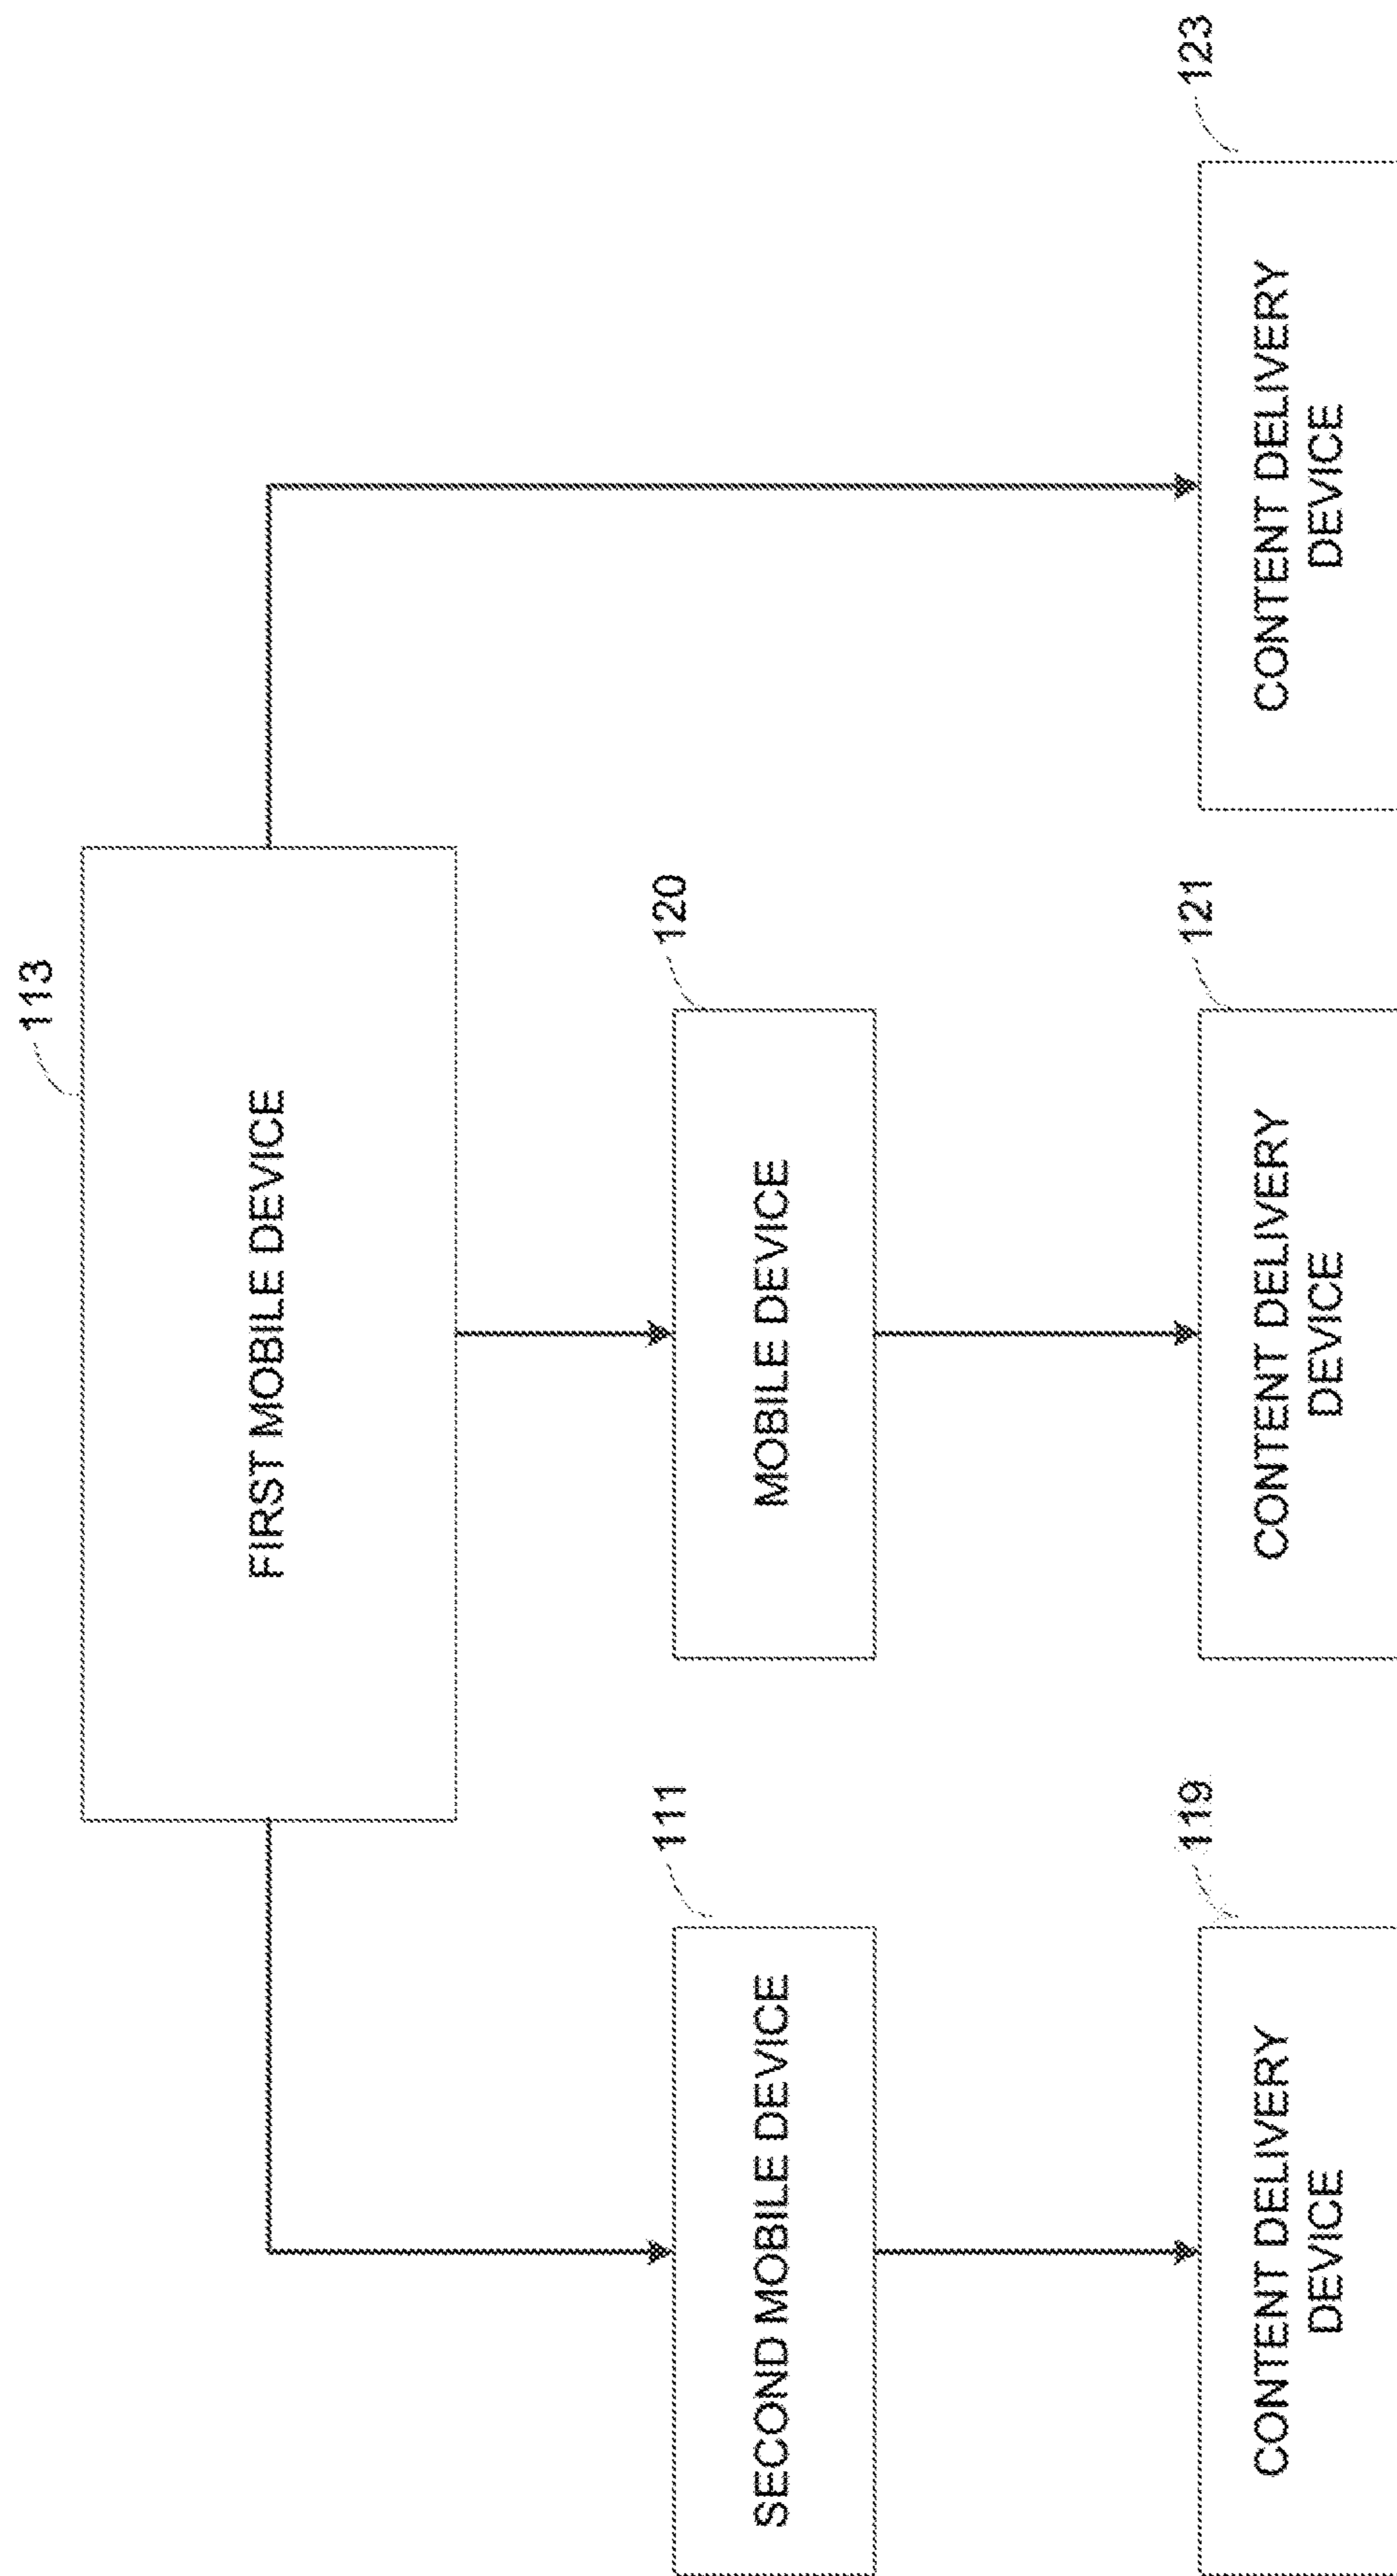 113
FIRST MOBILE DEVICE
111
SECOND MOBILE DEVICE
120
MOBILE DEVICE
119
CONTENT DELIVERY
DEVICE
121
CONTENT DELIVERY
DEVICE
123
CONTENT DELIVERY
DEVICE